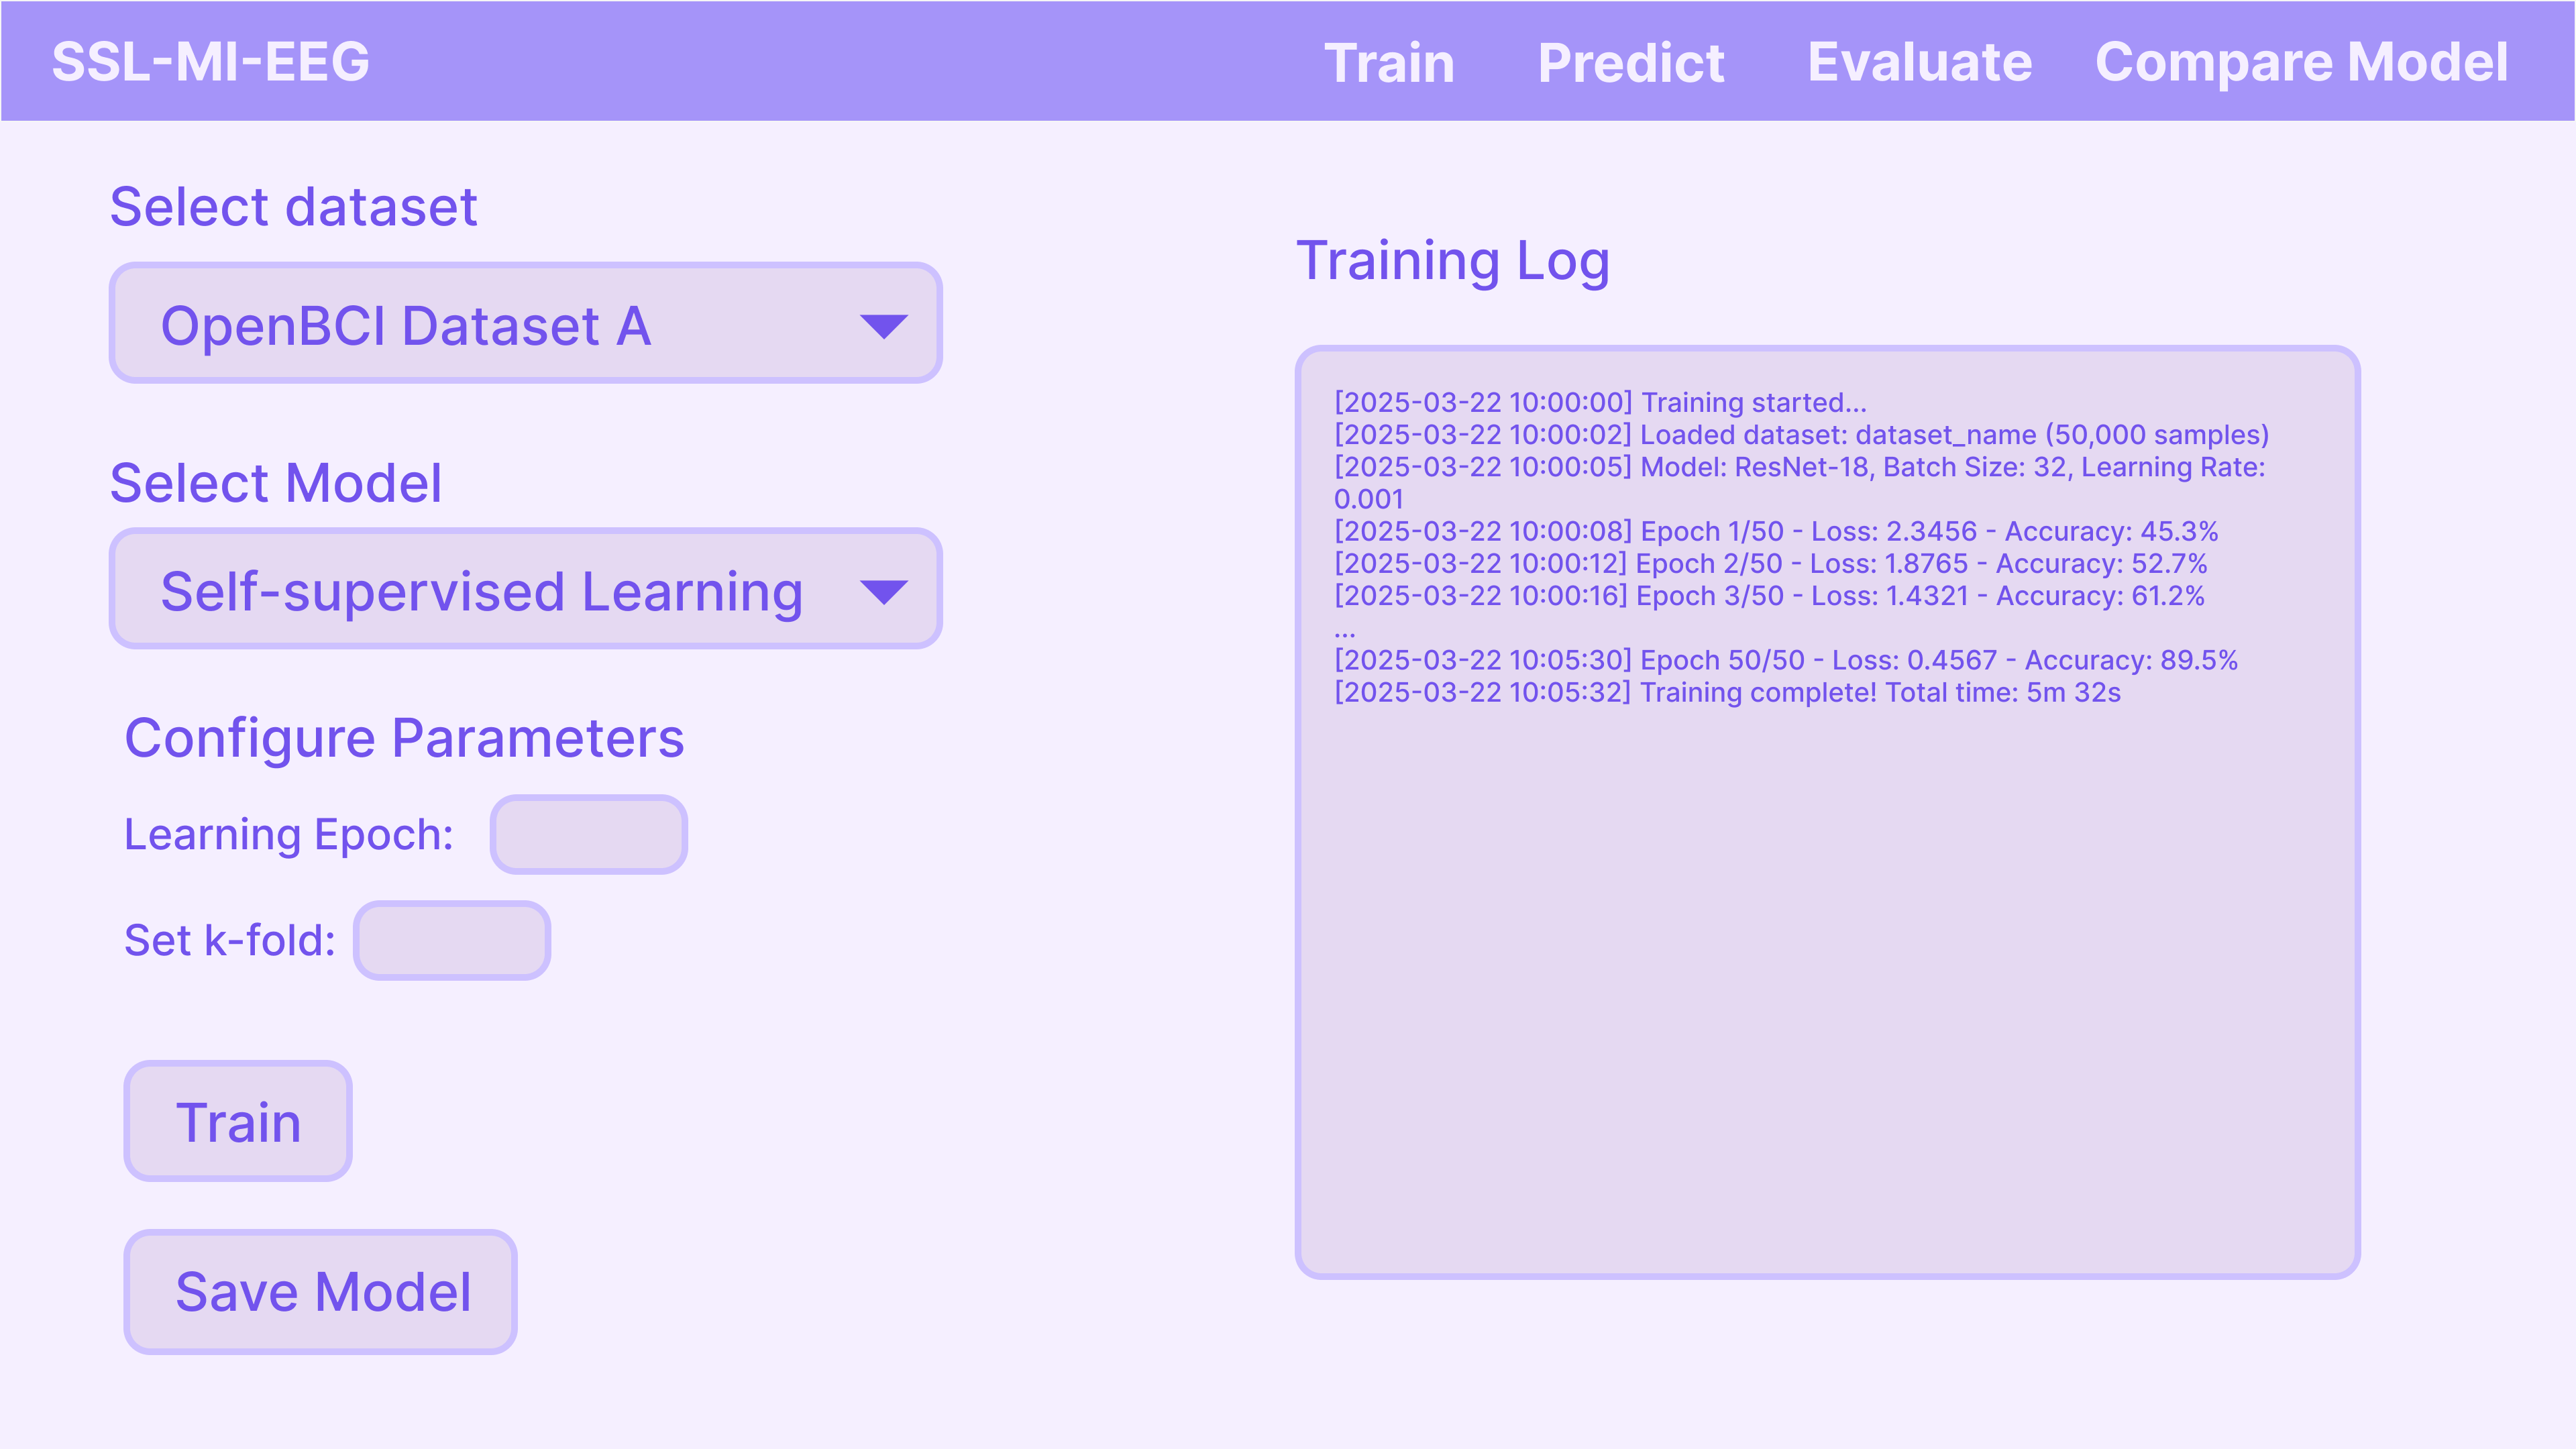 SSL-MI-EEG
Train
Predict
Evaluate
Compare Model
Select dataset
OpenBCI Dataset A
Select Model
Self-supervised Learning
Configure Parameters
Learning Epoch:
Set k-fold:
Train
Save Model
Training Log
[2025-03-22 10:00:00] Training started...
[2025-03-22 10:00:02] Loaded dataset: dataset_name (50,000 samples)
[2025-03-22 10:00:05] Model: ResNet-18, Batch Size: 32, Learning Rate:
0.001
[2025-03-22 10:00:08] Epoch 1/50 - Loss: 2.3456 - Accuracy: 45.3%
[2025-03-22 10:00:12] Epoch 2/50 - Loss: 1.8765 - Accuracy: 52.7%
[2025-03-22 10:00:16] Epoch 3/50 - Loss: 1.4321 - Accuracy: 61.2%
...
[2025-03-22 10:05:30] Epoch 50/50 - Loss: 0.4567 - Accuracy: 89.5%
[2025-03-22 10:05:32] Training complete! Total time: 5m 32s